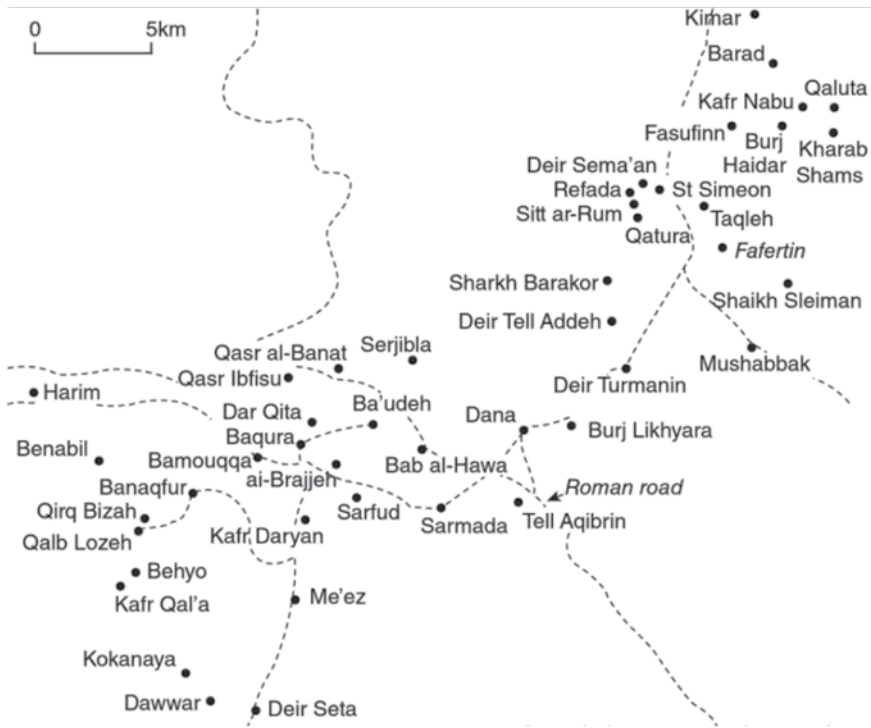 Kimar
0 5km
Barad
Qaluta
Kafr Nabu
Fasufinn
Burj
Haidar
Kharab
Shams
Deir Sema'an
Refada
St Simeon
Sitt ar-Rum
Taqleh
Qatura
Fafertin
Sharkh Barakor
Shaikh Sleiman
Deir Tell Addeh
Serjibla
Qasr al-Banat
Mushabbak
Qasr Ibfisu
Deir Turmanin
Harim
Ba'udeh
Dar Qita
Dana
Baqura
Burj Likhyara
Benabil
Bamouqqa
Bab al-Hawa
ai-Brajjeh
Banaqfur
Roman road
Qirq Bizah
Sarfud
Sarmada
Tell Aqibrin
Kafr Daryan
Qalb Lozeh
Behyo
Me'ez
Kafr Qal'a
Kokanaya
Dawwar
Deir Seta